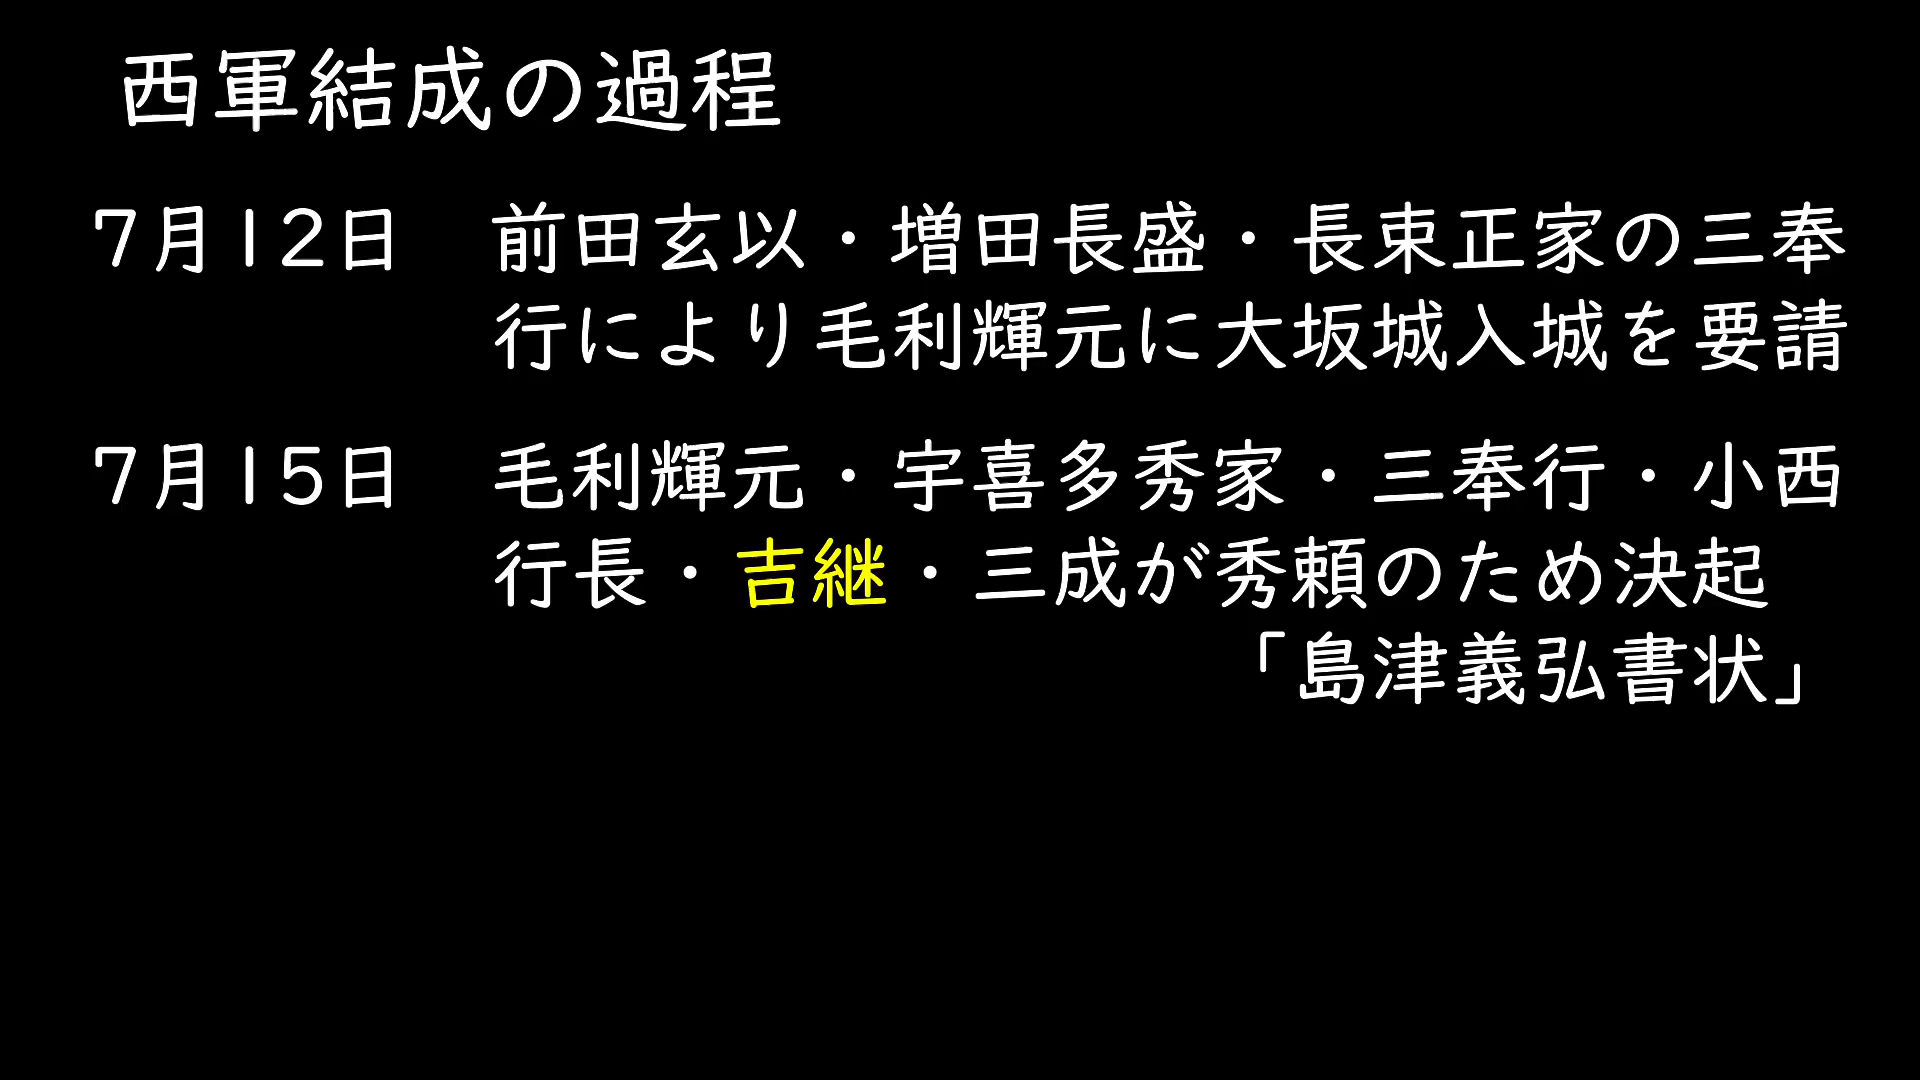 西軍結成の過程
7月12日　前田玄以・増田長盛・長束正家の三奉
行により毛利輝元に大坂城入城を要請
7月15日　毛利輝元・宇喜多秀家・三奉行・小西
行長・吉継・三成が秀頼のため決起
「島津義弘書状」